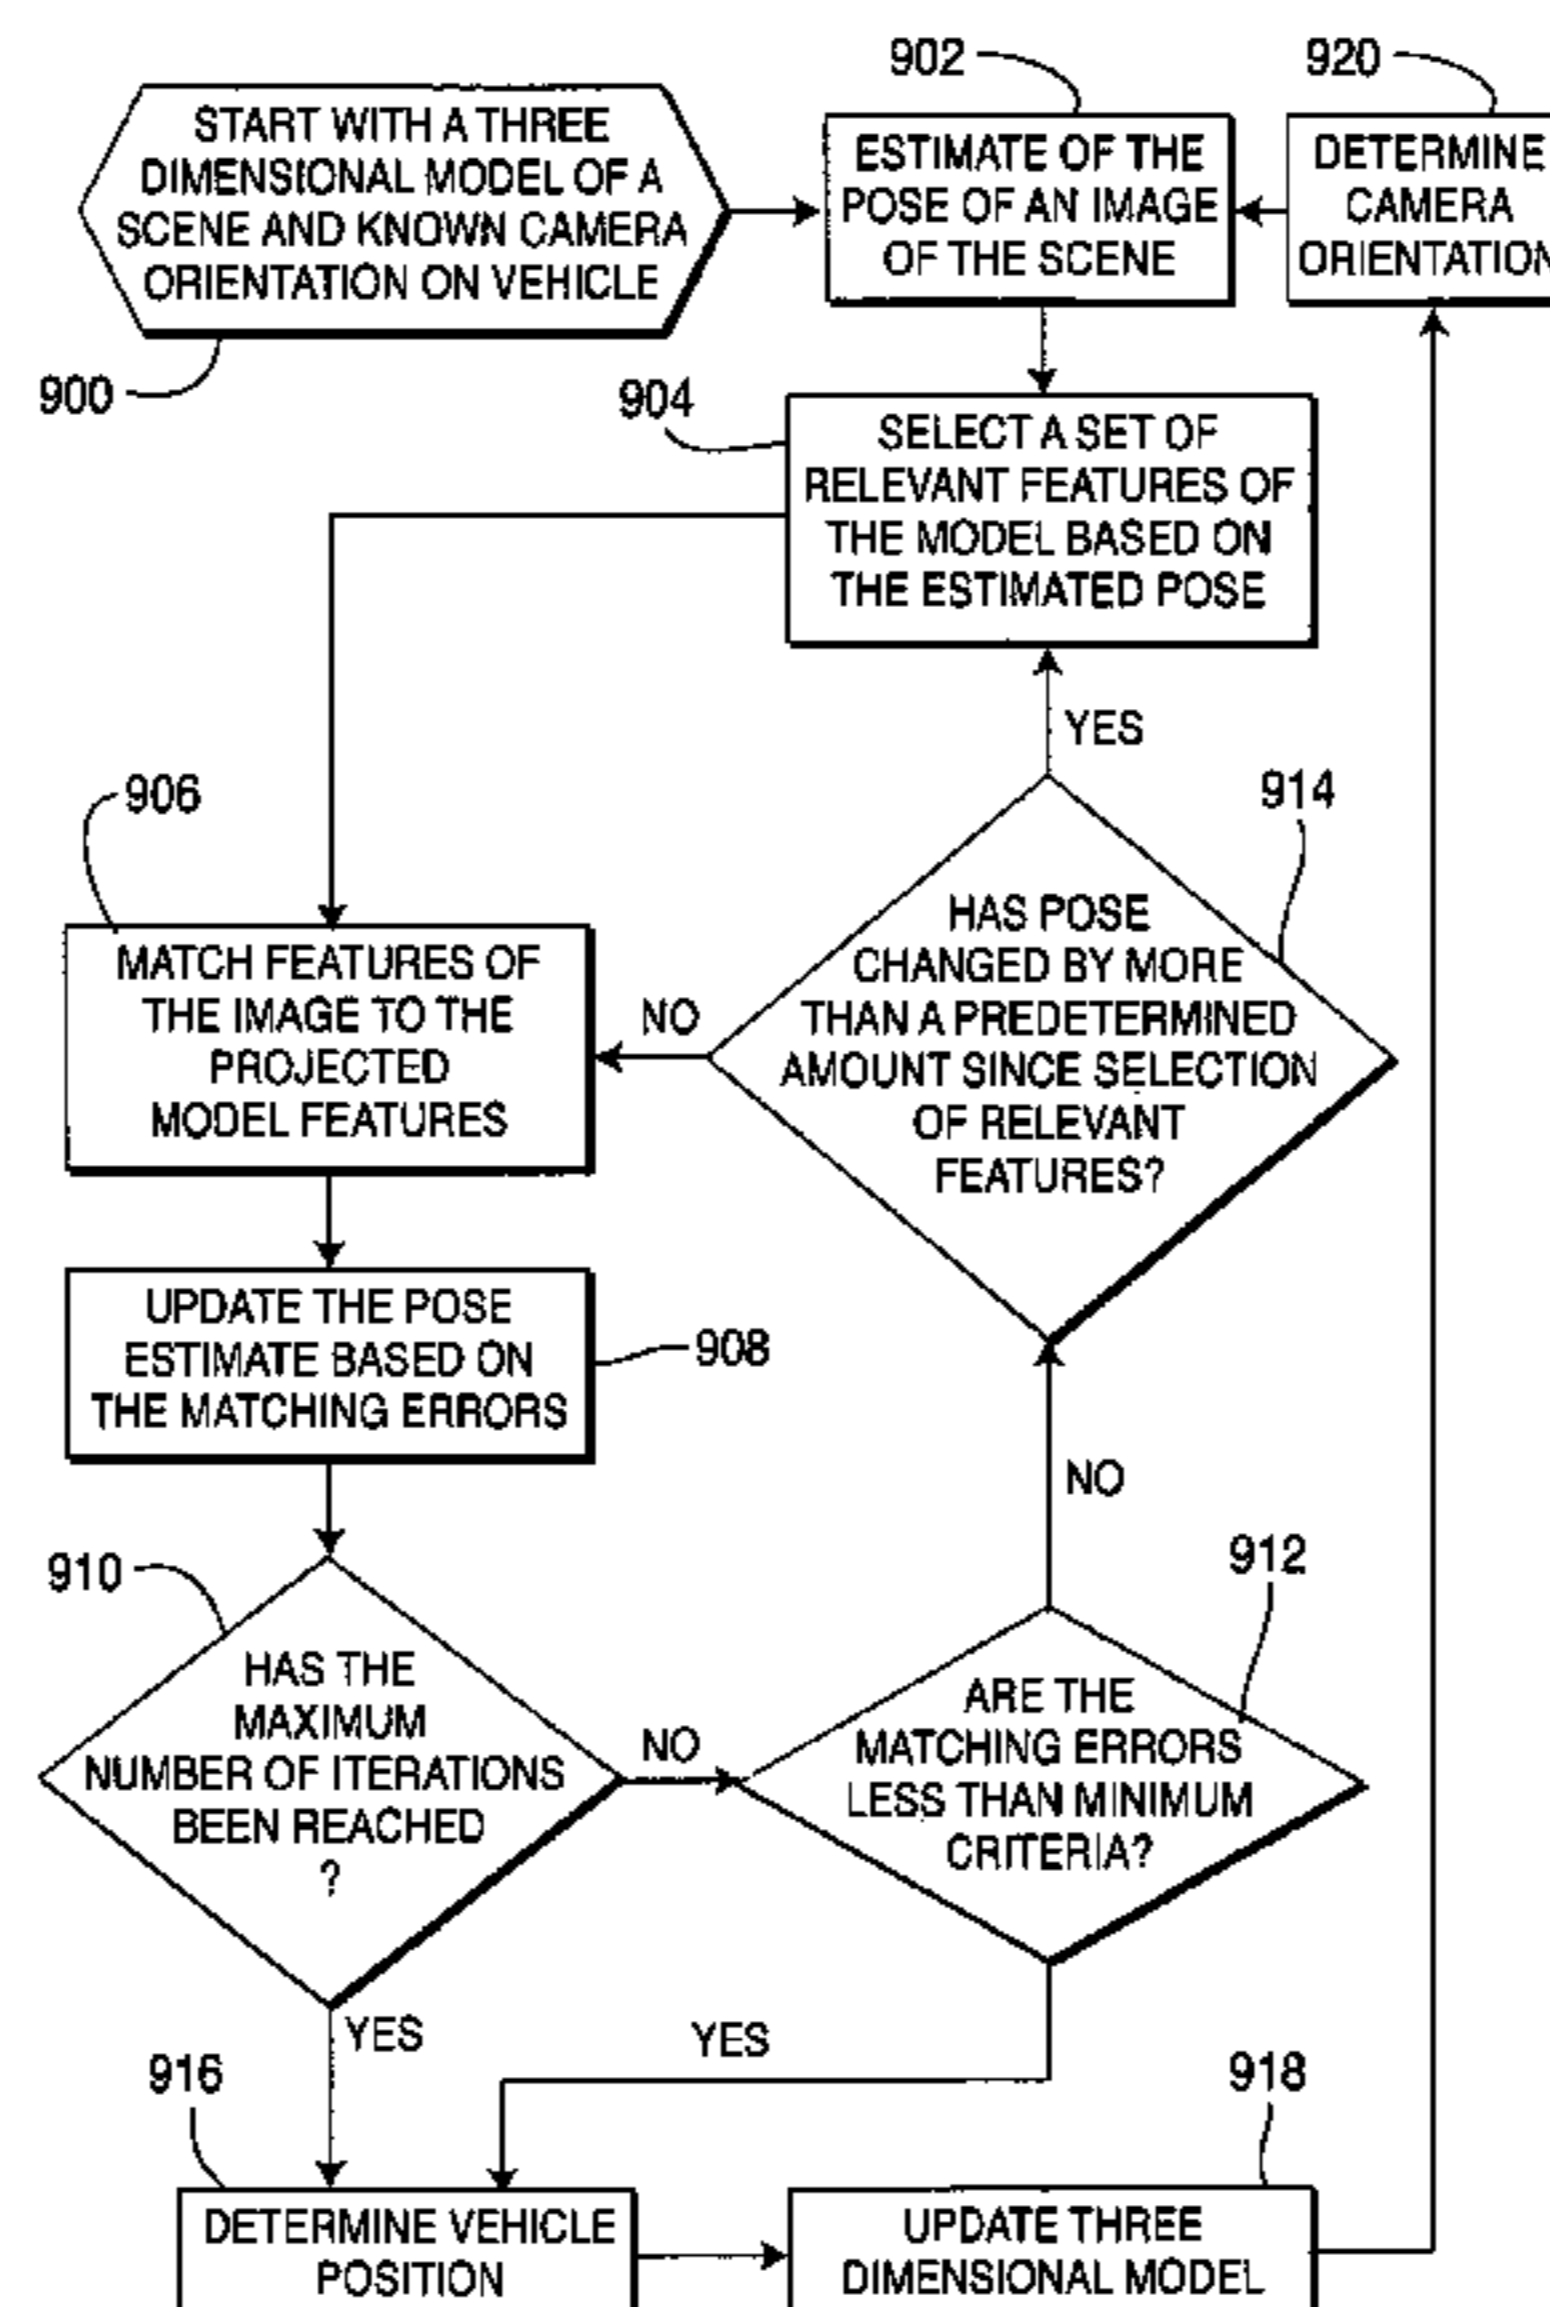 902
920
START WITH A THREE
DIMENSIONAL MODEL OF A
SCENE AND KNOWN CAMERA
ORIENTATION ON VEHICLE
ESTIMATE OF THE
POSE OF AN IMAGE
OF THE SCENE
DETERMINE
CAMERA
ORIENTATION
900
904
SELECT A SET OF
RELEVANT FEATURES OF
THE MODEL BASED ON
THE ESTIMATED POSE
YES
906
914
MATCH FEATURES OF
THE IMAGE TO THE
PROJECTED
MODEL FEATURES
NO
HAS POSE
CHANGED BY MORE
THAN A PREDETERMINED
AMOUNT SINCE SELECTION
OF RELEVANT
FEATURES?
UPDATE THE POSE
ESTIMATE BASED ON
THE MATCHING ERRORS
908
NO
910
912
HAS THE
MAXIMUM
NUMBER OF ITERATIONS
BEEN REACHED
?
NO
ARE THE
MATCHING ERRORS
LESS THAN MINIMUM
CRITERIA?
YES
YES
916
918
DETERMINE VEHICLE
POSITION
UPDATE THREE
DIMENSIONAL MODEL